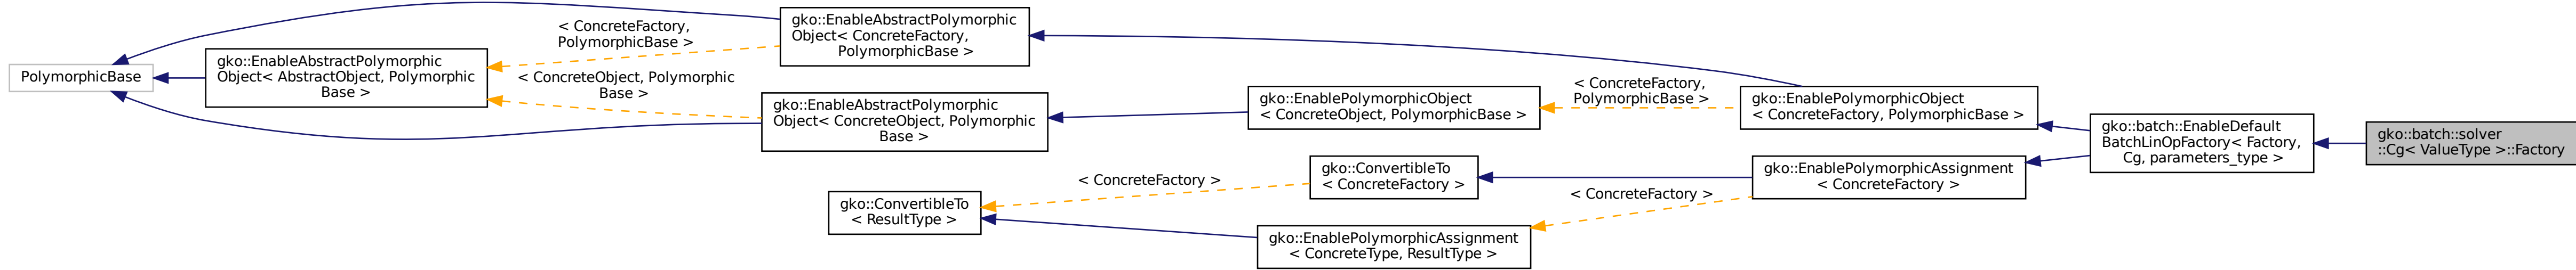 PolymorphicBase
gko::EnableAbstractPolymorphic
Object< AbstractObject, Polymorphic
Base >
< ConcreteFactory,
PolymorphicBase >
< ConcreteObject, Polymorphic
Base >
gko::EnableAbstractPolymorphic
Object< ConcreteFactory,
PolymorphicBase >
gko::EnableAbstractPolymorphic
Object< ConcreteObject, Polymorphic
Base >
gko::ConvertibleTo
< ResultType >
< ConcreteFactory >
gko::EnablePolymorphicObject
< ConcreteObject, PolymorphicBase >
gko::ConvertibleTo
< ConcreteFactory >
gko::EnablePolymorphicAssignment
< ConcreteType, ResultType >
< ConcreteFactory,
PolymorphicBase >
< ConcreteFactory >
gko::EnablePolymorphicObject
< ConcreteFactory, PolymorphicBase >
gko::EnablePolymorphicAssignment
< ConcreteFactory >
gko::batch::EnableDefault
BatchLinOpFactory< Factory,
Cg, parameters_type >
gko::batch::solver
::Cg< ValueType >::Factory